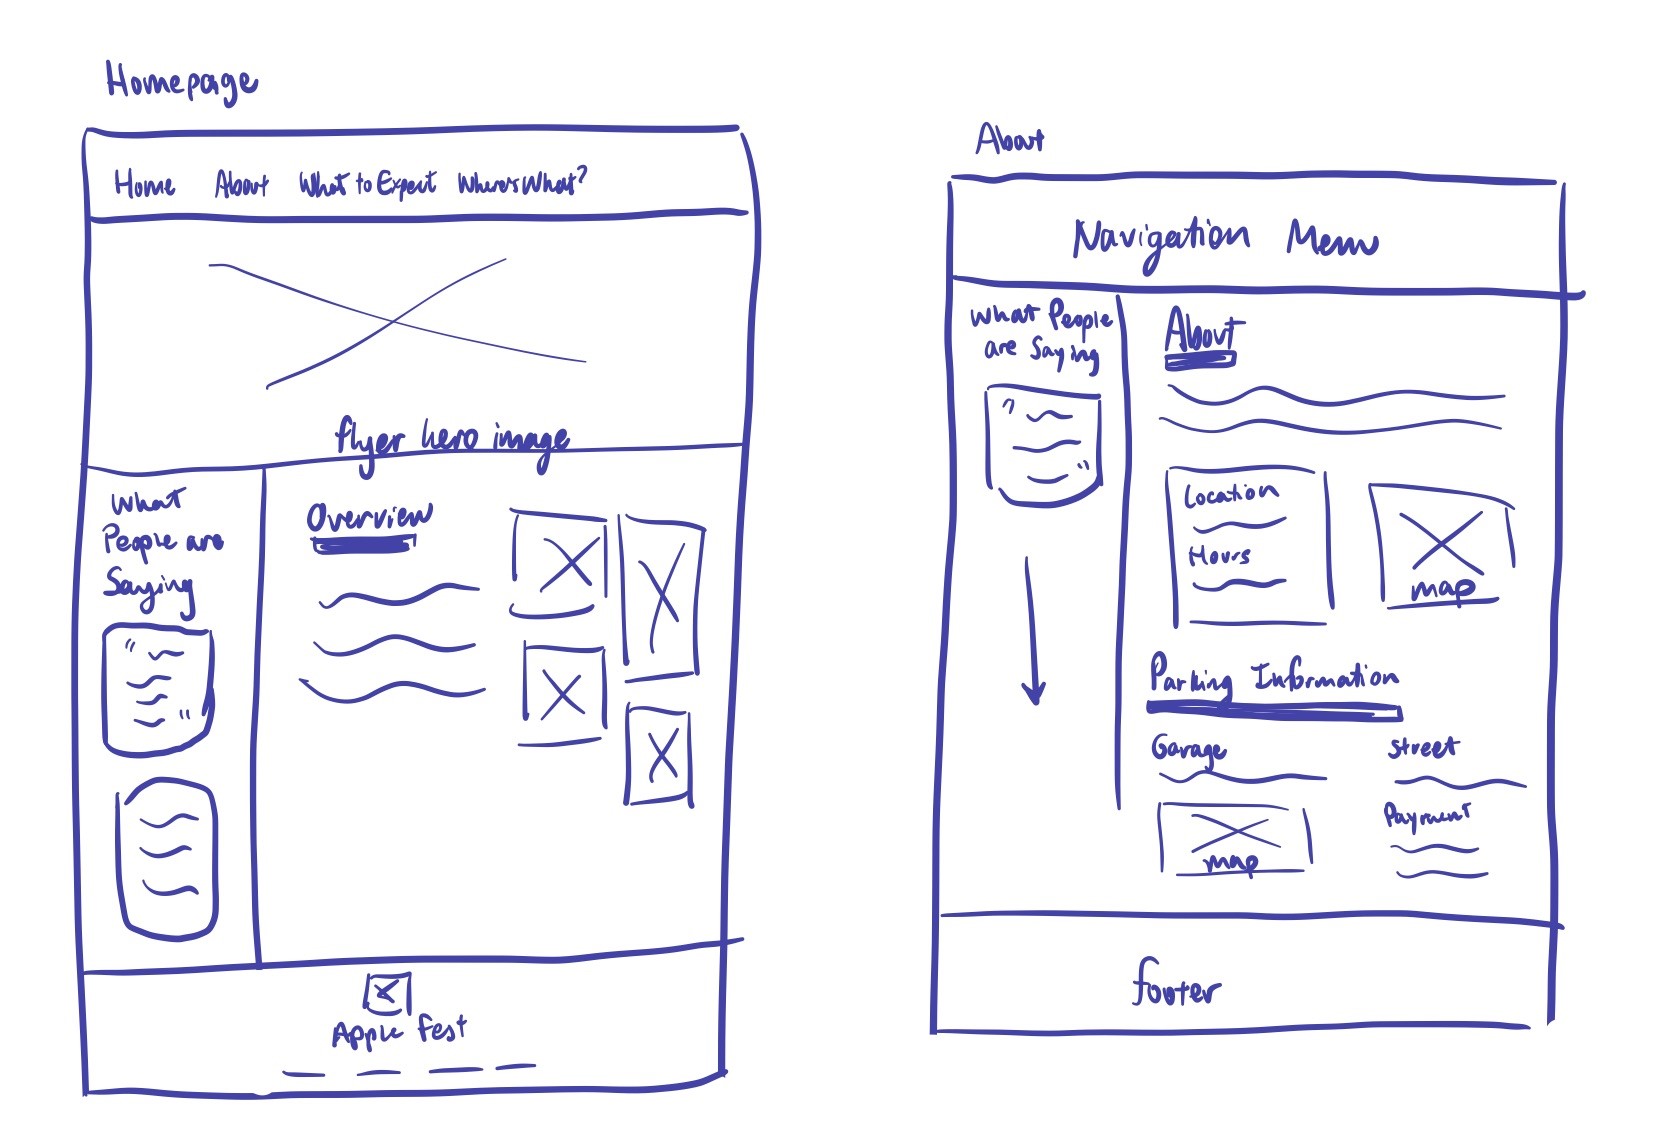 Homepage
Home About What to Expect Where's What?
flyer hero image
What
People are
Saying
Overview
Apple Fest
About
Navigation Menu
What People
are Saying
About
Location
Hours
map
Parking Information
Garage
Street
map
Payment
footer